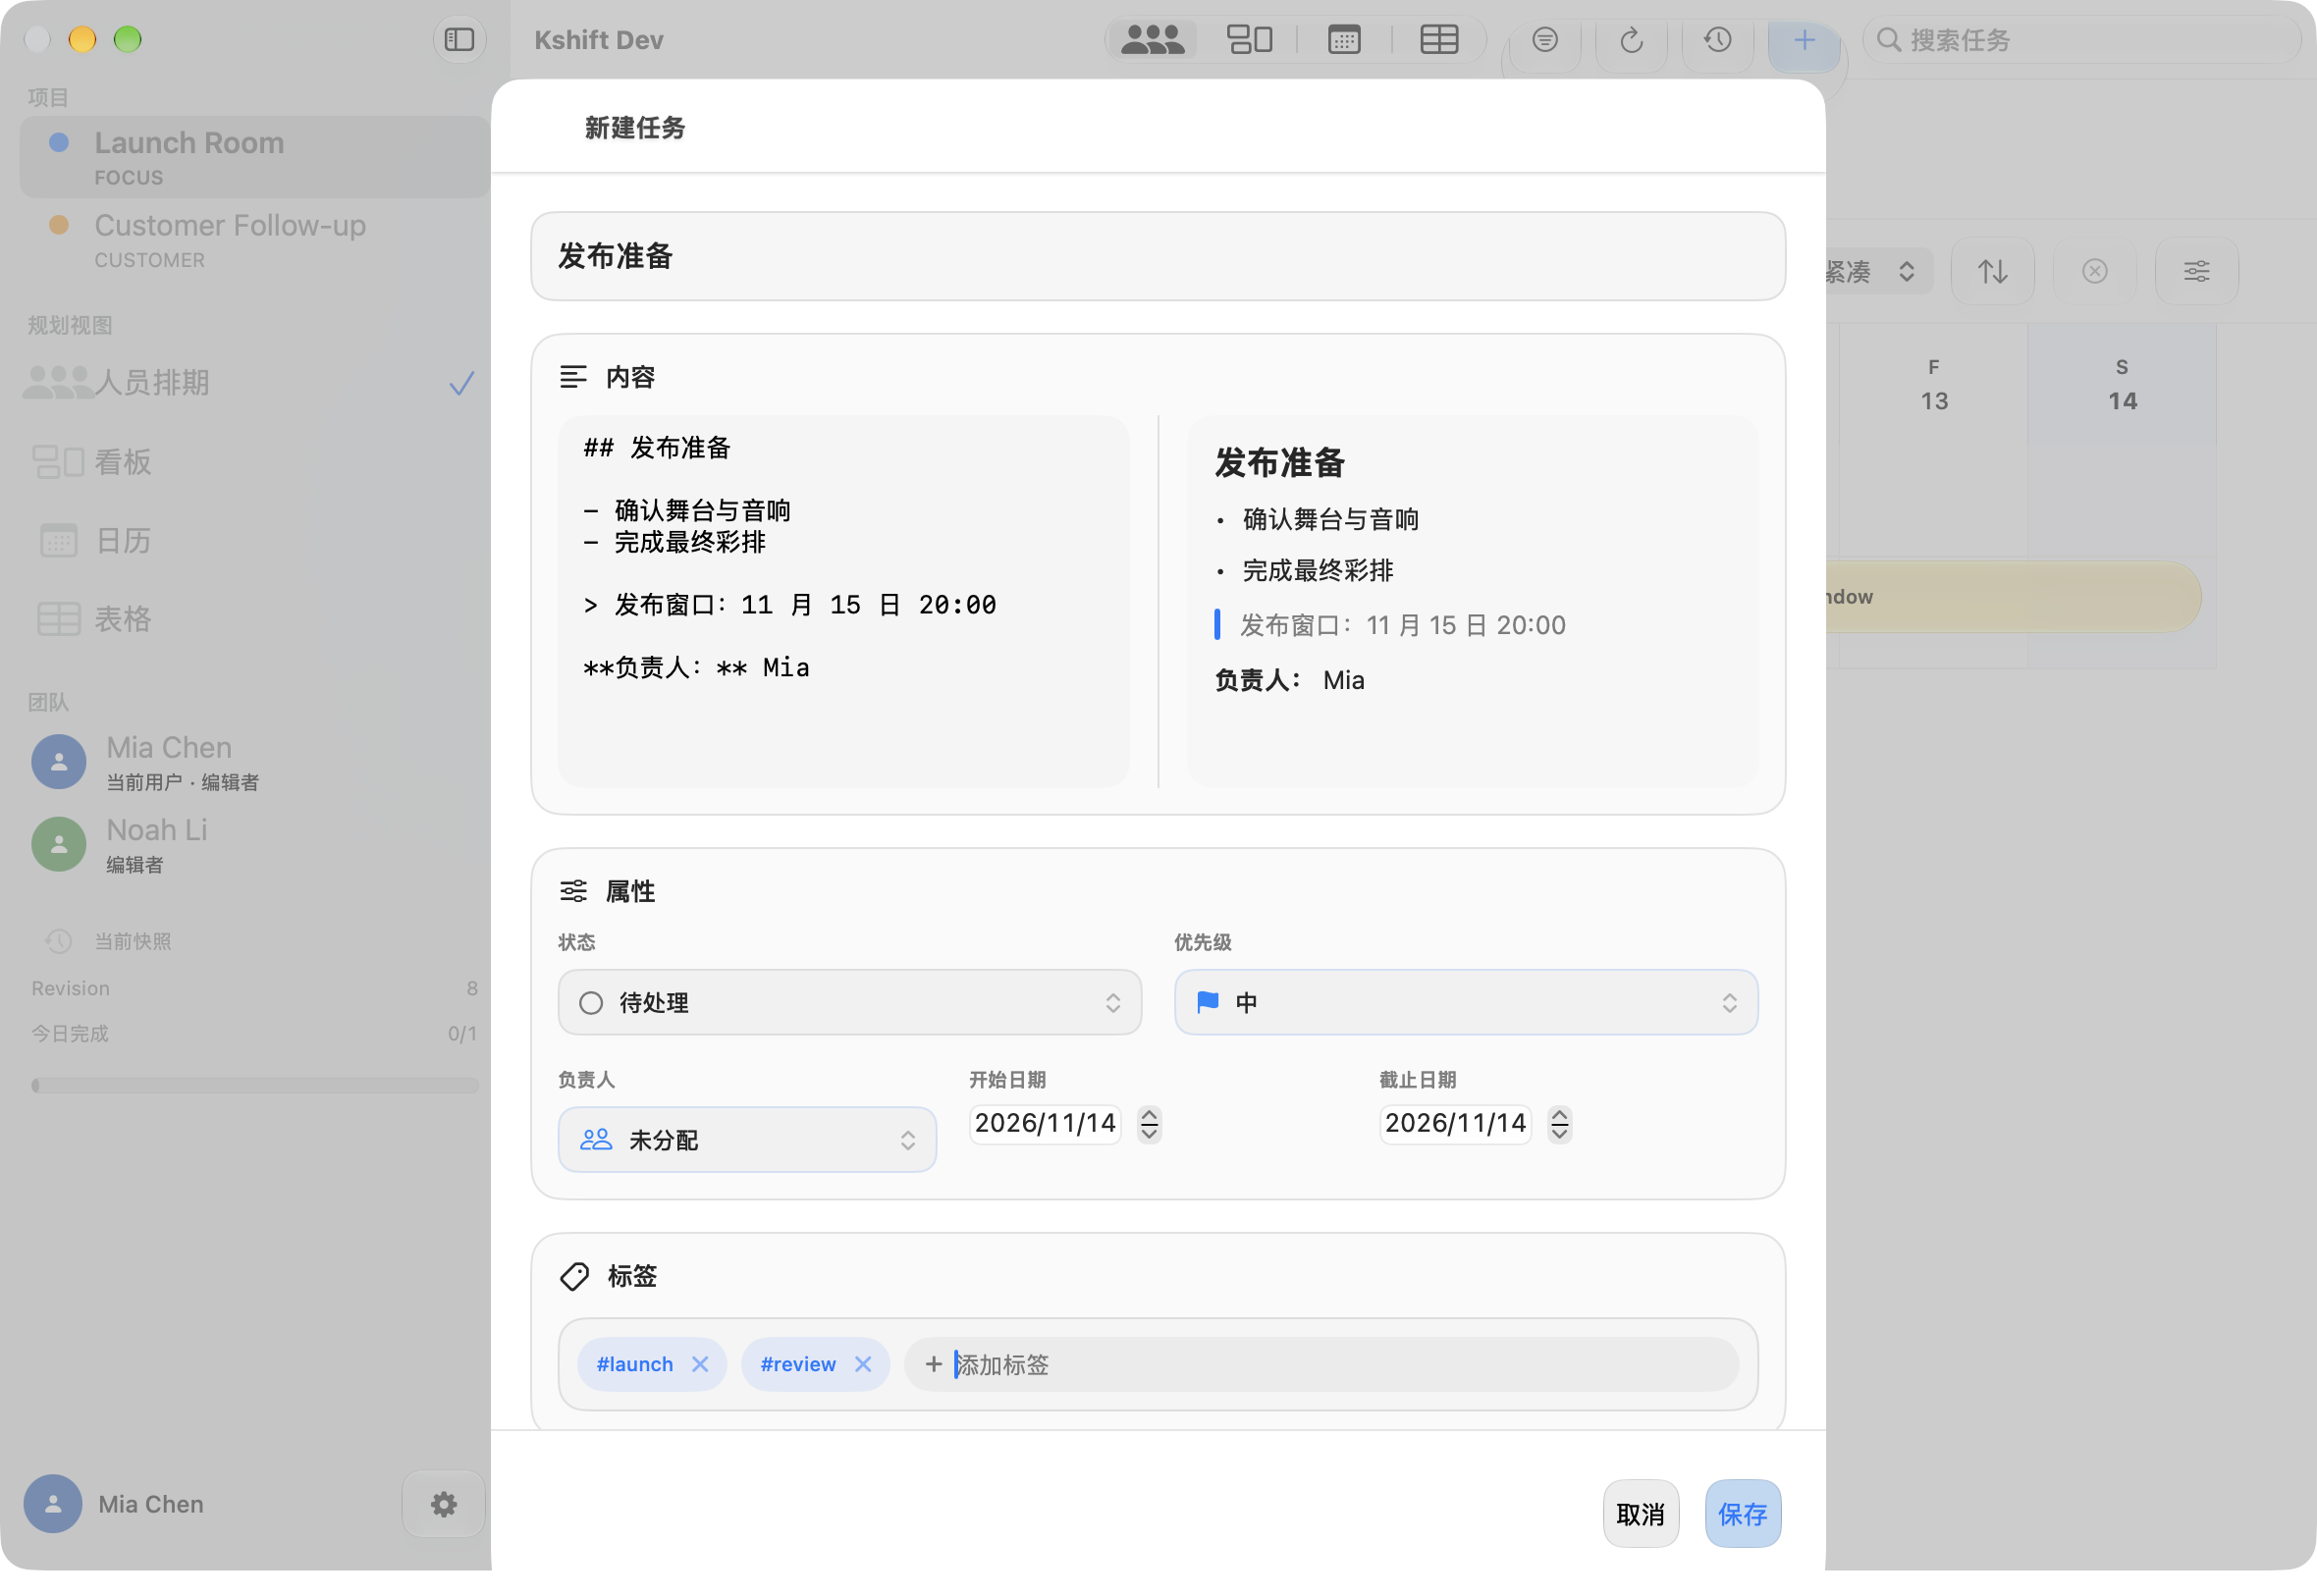 Kshift Dev
搜索任务
项目
Launch Room
FOCUS
Customer Follow-up
CUSTOMER
规划视图
人员排期
看板
日历
表格
团队
Mia Chen
当前用户 · 编辑者
Noah Li
编辑者
当前快照
Revision 8
今日完成 0/1
Mia Chen
新建任务
发布准备
内容
## 发布准备
- 确认舞台与音响
- 完成最终彩排
> 发布窗口：11 月 15 日 20:00
**负责人：** Mia
发布准备
• 确认舞台与音响
• 完成最终彩排
发布窗口：11 月 15 日 20:00
负责人： Mia
属性
状态 优先级
待处理 中
负责人 开始日期 截止日期
未分配 2026/11/14 2026/11/14
标签
#launch #review 添加标签
取消 保存
紧凑
F S
13 14
ndow